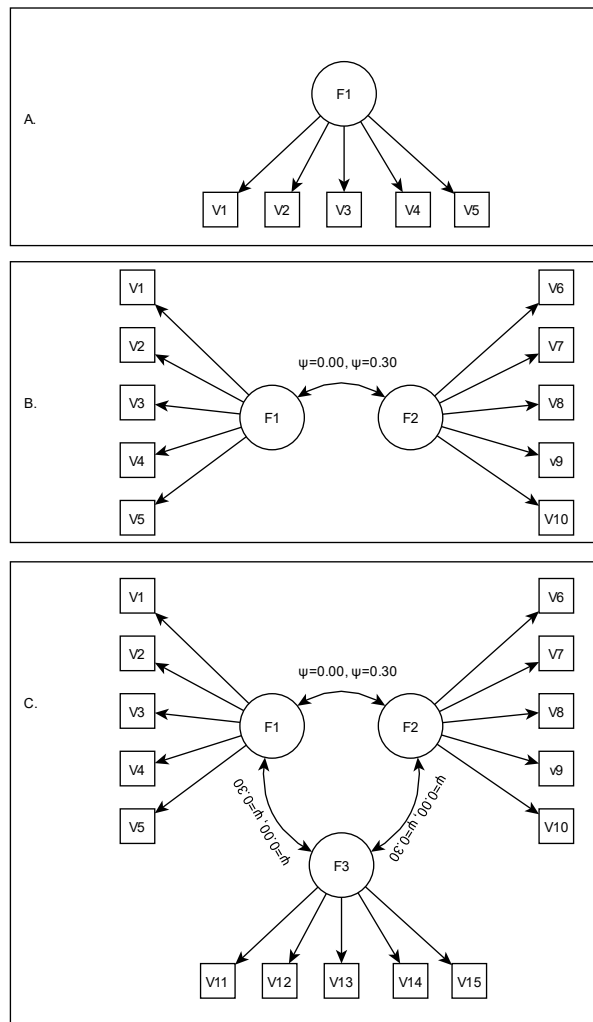 F1
A.
V1 V2 V3 V4 V5
V1 V6
V2 V7
ψ=0.00, ψ=0.30
B. V3 F1 F2 V8
V4 v9
V5 V10
V1 V6
V2 V7
ψ=0.00, ψ=0.30
C. V3 F1 F2 V8
V4 v9
V5 V10
ψ=0.00, ψ=0.30
ψ=0.00, ψ=0.30
F3
V11 V12 V13 V14 V15